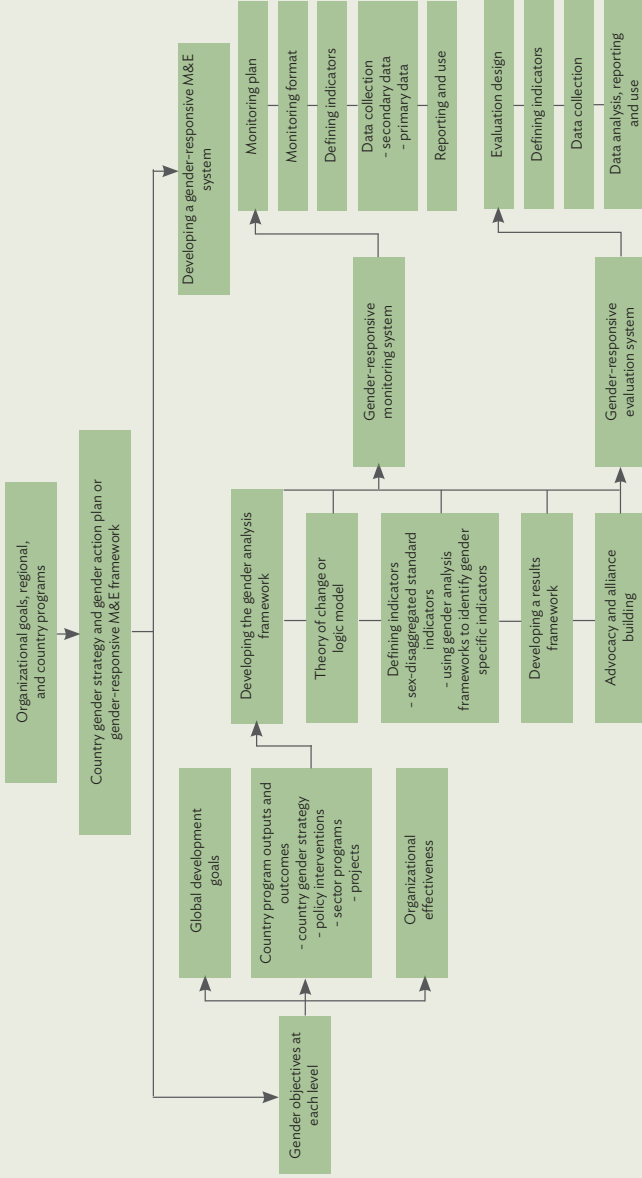 Organizational goals, regional,
and country programs
Country gender strategy and gender action plan or
gender-responsive M&E framework
Gender objectives at
each level
Global development
goals
Country program outputs and
outcomes
- country gender strategy
- policy interventions
- sector programs
- projects
Organizational
effectiveness
Developing the gender analysis
framework
Theory of change or
logic model
Defining indicators
- sex-disaggregated standard
indicators
- using gender analysis
frameworks to identify gender
specific indicators
Developing a results
framework
Advocacy and alliance
building
Developing a gender-responsive M&E
system
Gender-responsive
monitoring system
Monitoring plan
Monitoring format
Defining indicators
Data collection
- secondary data
- primary data
Reporting and use
Gender-responsive
evaluation system
Evaluation design
Defining indicators
Data collection
Data analysis, reporting
and use